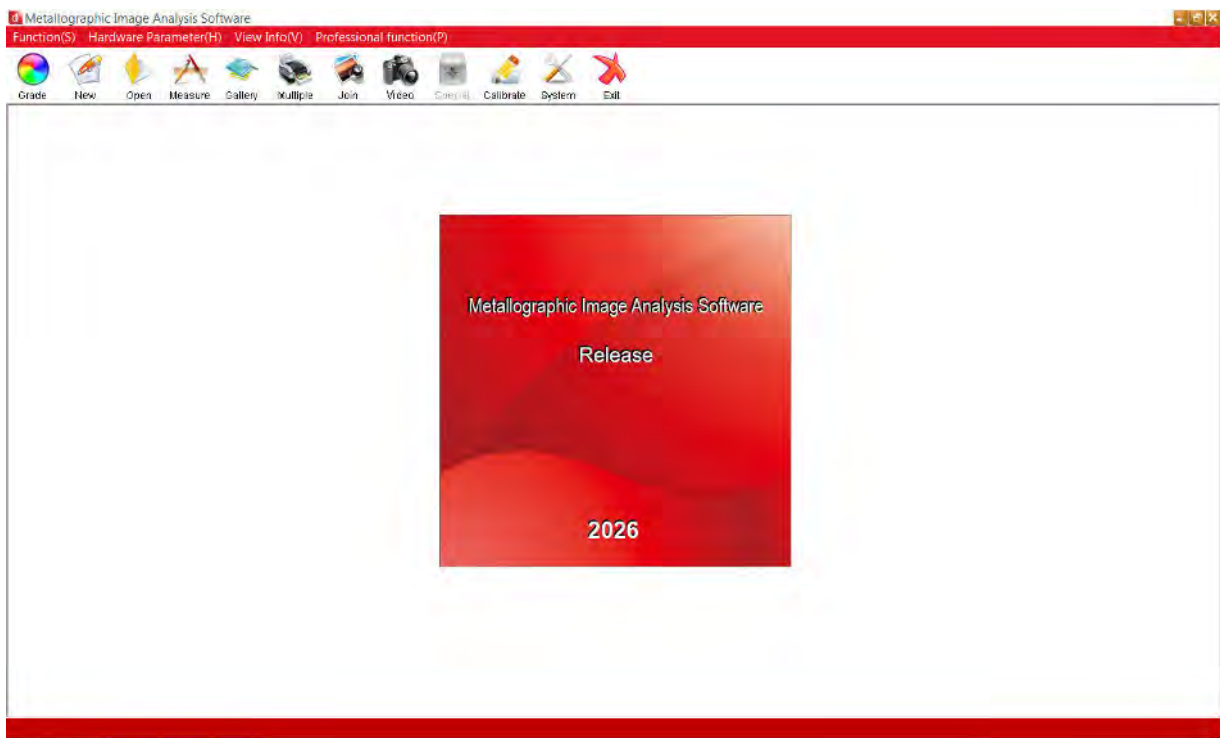 Metallographic Image Analysis Software
Function(S) Hardware Parameter(H) View Info(V) Professional function(P)
Grade New Open Measure Gallery Multiple Join Video Special Calibrate System Exit
Metallographic Image Analysis Software
Release
2026